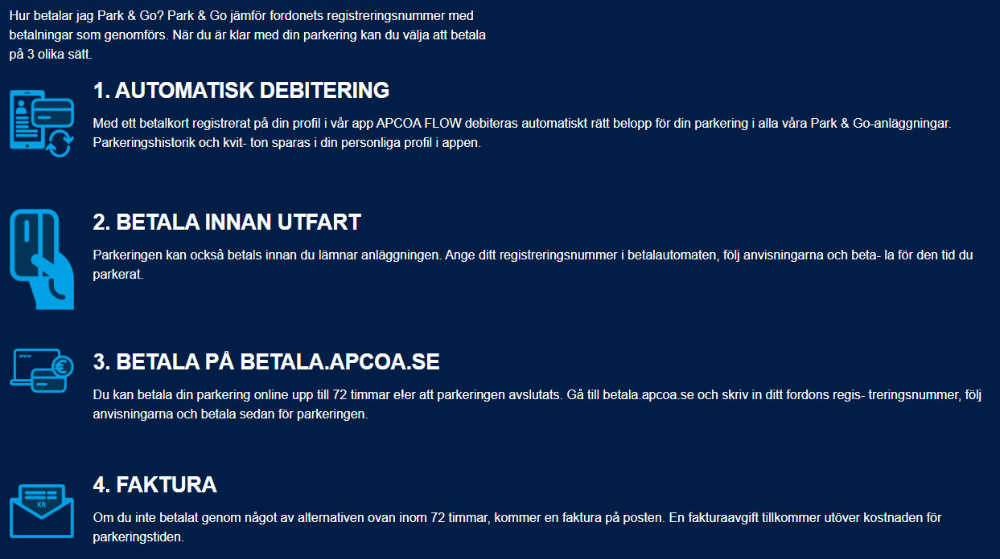 Hur betalar jag Park & Go? Park & Go jämför fordonets registreringsnummer med
betalningar som genomförs. När du är klar med din parkering kan du välja att betala
på 3 olika sätt.
1. AUTOMATISK DEBITERING
Med ett betalkort registrerat på din profil i vår app APCOA FLOW debiteras automatiskt rätt belopp för din parkering i alla våra Park & Go-anläggningar.
Parkeringshistorik och kvit- ton sparas i din personliga profil i appen.
2. BETALA INNAN UTFART
Parkeringen kan också betals innan du lämnar anläggningen. Ange ditt registreringsnummer i betalautomaten, följ anvisningarna och beta- la för den tid du
parkerat.
www
€
3. BETALA PÅ BETALA.APCOA.SE
Du kan betala din parkering online upp till 72 timmar e!er att parkeringen avslutats. Gå till betala.apcoa.se och skriv in ditt fordons regis- treringsnummer, följ
anvisningarna och betala sedan för parkeringen.
KR
4. FAKTURA
Om du inte betalat genom något av alternativen ovan inom 72 timmar, kommer en faktura på posten. En fakturaavgift tillkommer utöver kostnaden för
parkeringstiden.